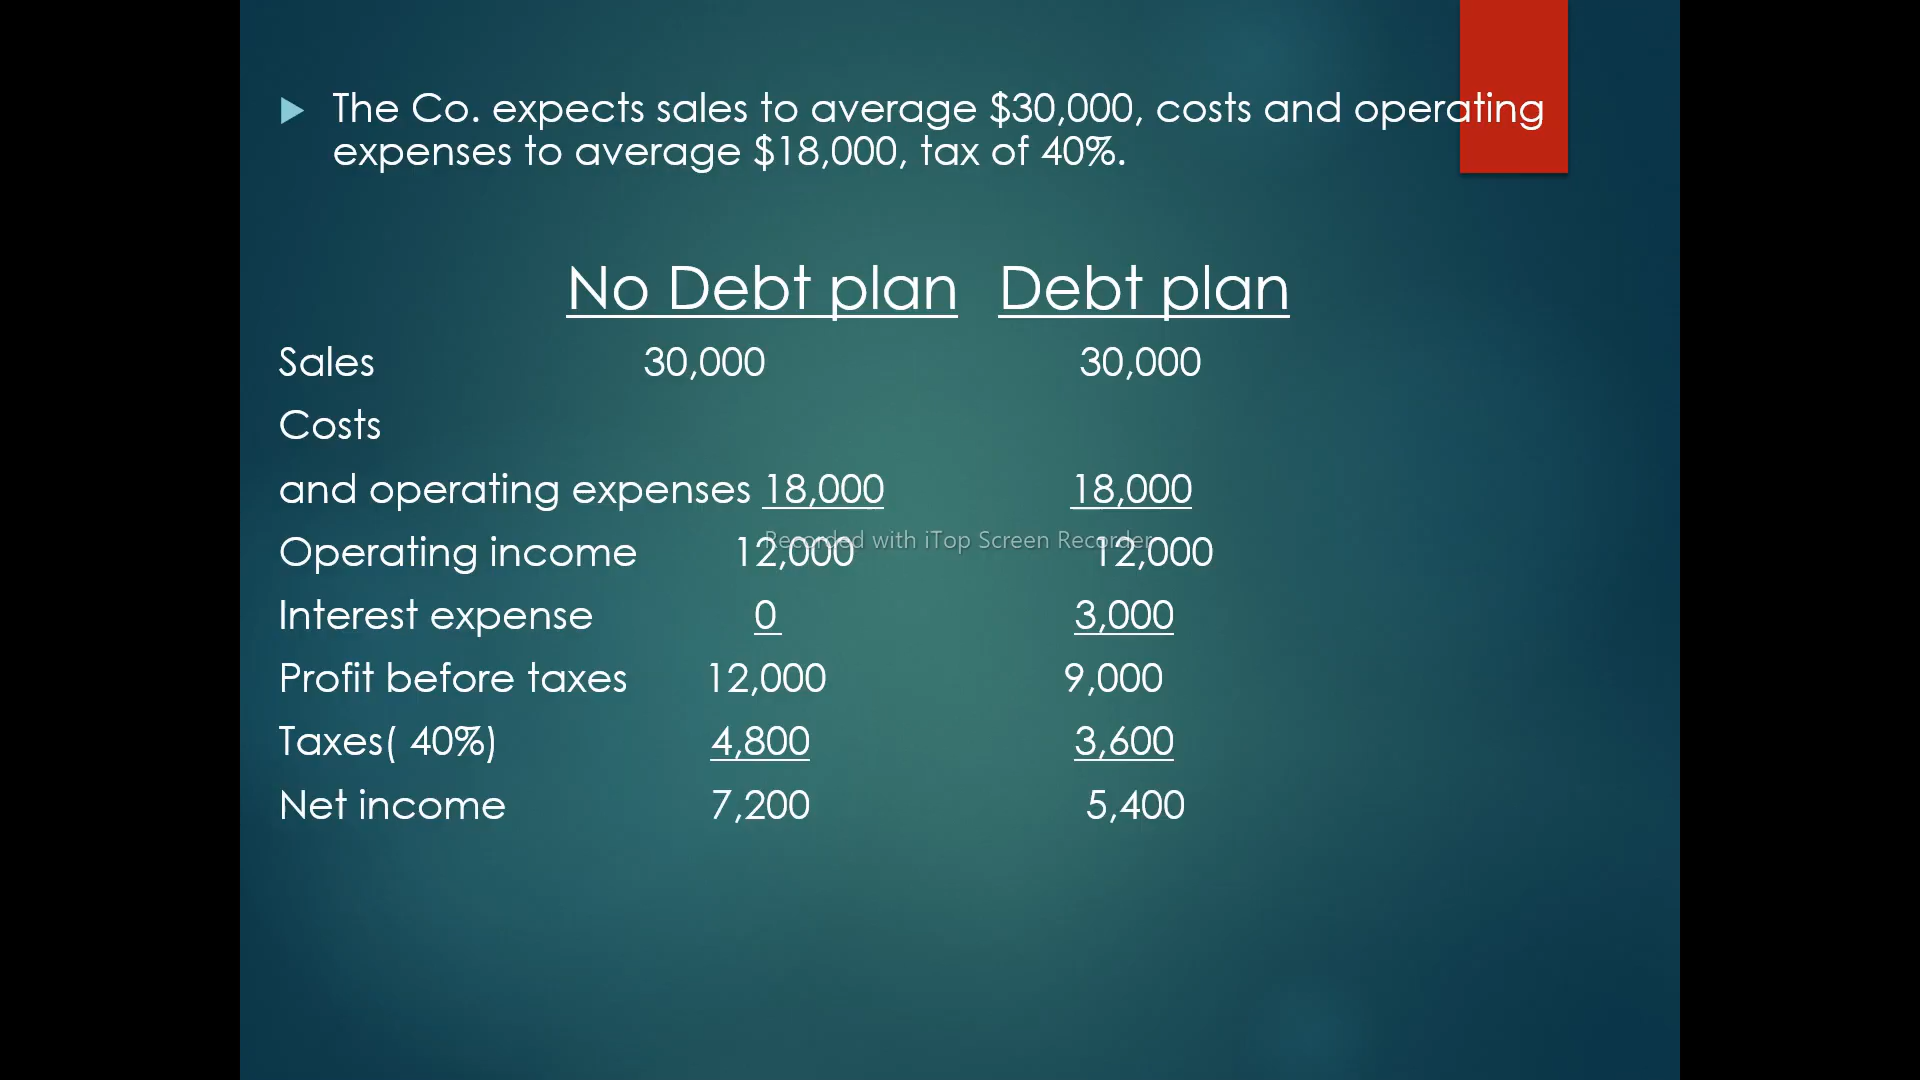 The Co. expects sales to average $30,000, costs and operating
expenses to average $18,000, tax of 40%.
No Debt plan Debt plan
Sales 30,000 30,000
Costs
and operating expenses 18,000 18,000
Recorded with iTop Screen Recorder
Operating income 12,000 12,000
Interest expense 0 3,000
Profit before taxes 12,000 9,000
Taxes( 40%) 4,800 3,600
Net income 7,200 5,400